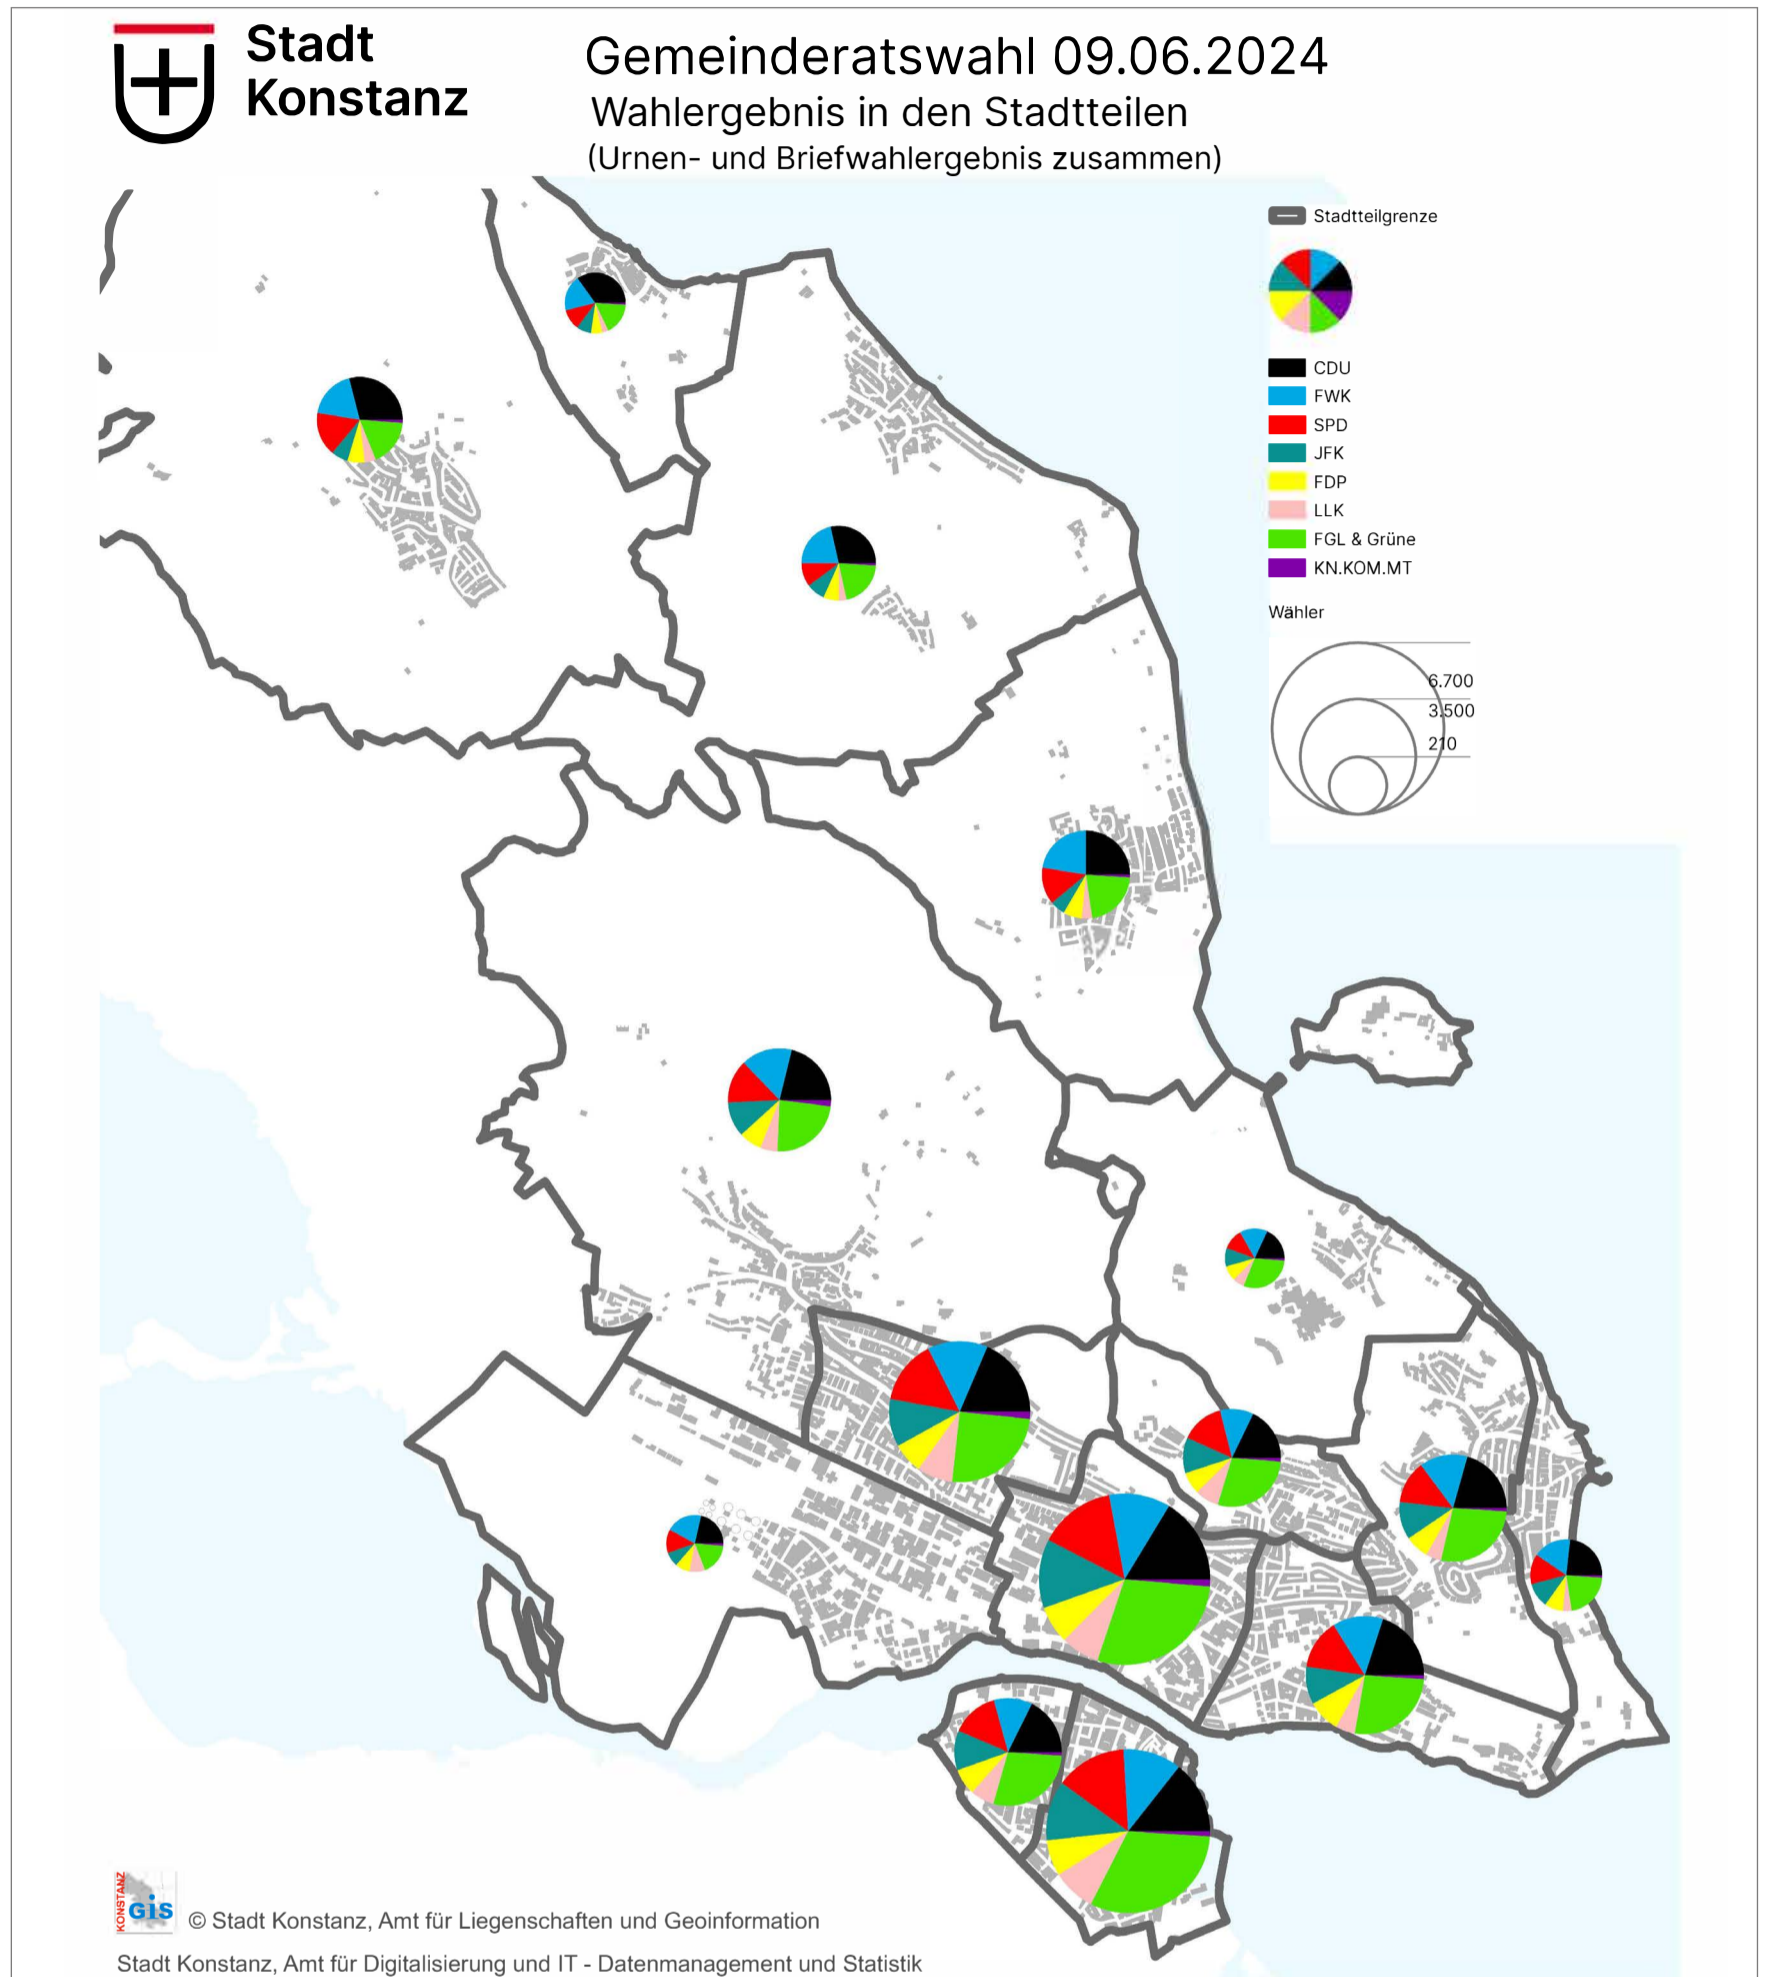 Stadt
Konstanz
Gemeinderatswahl 09.06.2024
Wahlergebnis in den Stadtteilen
(Urnen- und Briefwahlergebnis zusammen)
Stadtteilgrenze
CDU
FWK
SPD
JFK
FDP
LLK
FGL & Grüne
KN.KOM.MT
Wähler
6.700
3.500
210
KONSTANZ
GIS
© Stadt Konstanz, Amt für Liegenschaften und Geoinformation
Stadt Konstanz, Amt für Digitalisierung und IT - Datenmanagement und Statistik